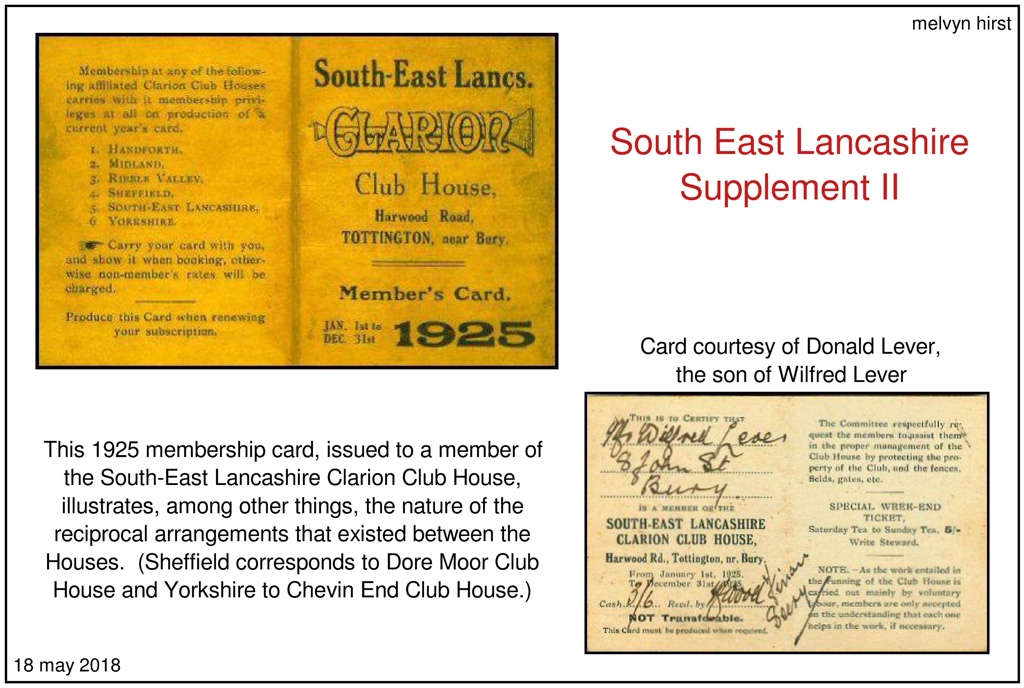 melvyn hirst
Membership at any of the follow-
ing affiliated Clarion Club Houses
carries with it membership privi-
leges at all on production of a
current year's card.
1. HANDFORTH,
2. MIDLAND,
3. RIBBLE VALLEY,
4. SHEFFIELD,
5. SOUTH-EAST LANCASHIRE,
6 YORKSHIRE.
☛ Carry your card with you,
and show it when booking, other-
wise non-member's rates will be
charged.
Produce this Card when renewing
your subscription.
South-East Lancs.
CLARION
Club House,
Harwood Road,
TOTTINGTON, near Bury.
Member's Card.
JAN. 1st to
DEC. 31st
1925
South East Lancashire
Supplement II
Card courtesy of Donald Lever,
the son of Wilfred Lever
This 1925 membership card, issued to a member of
the South-East Lancashire Clarion Club House,
illustrates, among other things, the nature of the
reciprocal arrangements that existed between the
Houses. (Sheffield corresponds to Dore Moor Club
House and Yorkshire to Chevin End Club House.)
THIS IS TO CERTIFY THAT
Wilfred Lever
8 John St
Bury
IS A MEMBER OF THE
SOUTH-EAST LANCASHIRE
CLARION CLUB HOUSE,
Harwood Rd., Tottington, nr. Bury.
From January 1st, 1925,
To December 31st, 1925.
Cash 3/6 Recd. by
NOT Transferable.
This Card must be produced when required.
The Committee respectfully re-
quest the members to assist them
in the proper management of the
Club House by protecting the pro-
perty of the Club, and the fences,
fields, gates, etc.
SPECIAL WEEK-END
TICKET,
Saturday Tea to Sunday Tea, 5/-
Write Steward.
NOTE.—As the work entailed in
the running of the Club House is
carried out mainly by voluntary
labour, members are only accepted
on the understanding that each one
helps in the work, if necessary.
18 may 2018